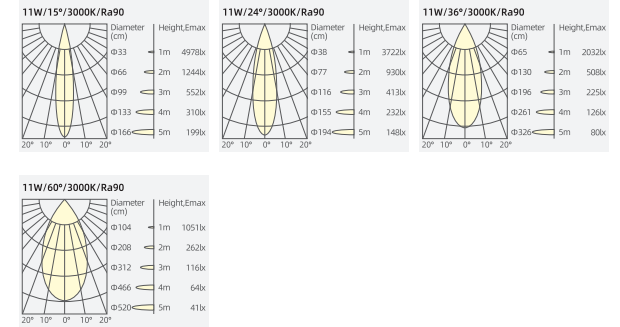 11W/15°/3000K/Ra90
Diameter Height,Emax
(cm)
Φ33 1m 4978lx
Φ66 2m 1244lx
Φ99 3m 552lx
Φ133 4m 310lx
Φ166 5m 199lx
20° 10° 0° 10° 20°
11W/24°/3000K/Ra90
Diameter Height,Emax
(cm)
Φ38 1m 3722lx
Φ77 2m 930lx
Φ116 3m 413lx
Φ155 4m 232lx
Φ194 5m 148lx
20° 10° 0° 10° 20°
11W/36°/3000K/Ra90
Diameter Height,Emax
(cm)
Φ65 1m 2032lx
Φ130 2m 508lx
Φ196 3m 225lx
Φ261 4m 126lx
Φ326 5m 80lx
20° 10° 0° 10° 20°
11W/60°/3000K/Ra90
Diameter Height,Emax
(cm)
Φ104 1m 1051lx
Φ208 2m 262lx
Φ312 3m 116lx
Φ466 4m 64lx
Φ520 5m 41lx
20° 10° 0° 10° 20°